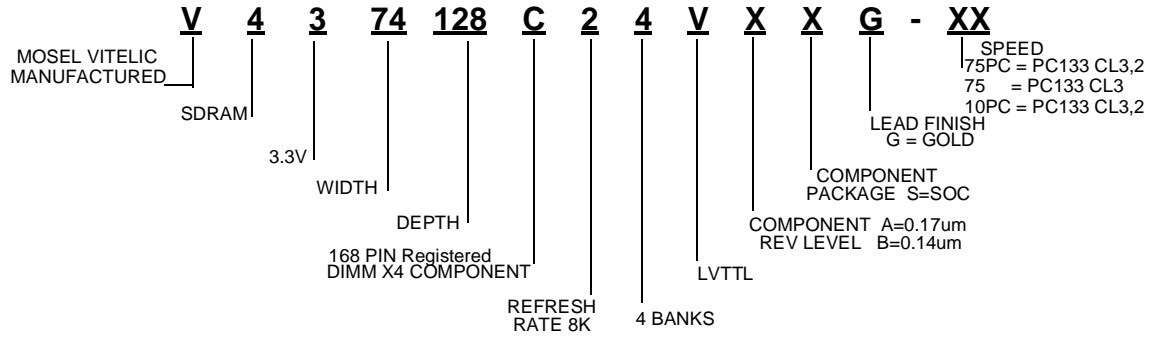 V 4 3 74 128 C 2 4 V X X G - XX
MOSEL VITELIC
MANUFACTURED
SDRAM
3.3V
WIDTH
DEPTH
168 PIN Registered
DIMM X4 COMPONENT
REFRESH
RATE 8K
4 BANKS
LVTTL
COMPONENT A=0.17um
REV LEVEL B=0.14um
COMPONENT
PACKAGE S=SOC
LEAD FINISH
G = GOLD
SPEED
75PC = PC133 CL3,2
75 = PC133 CL3
10PC = PC133 CL3,2